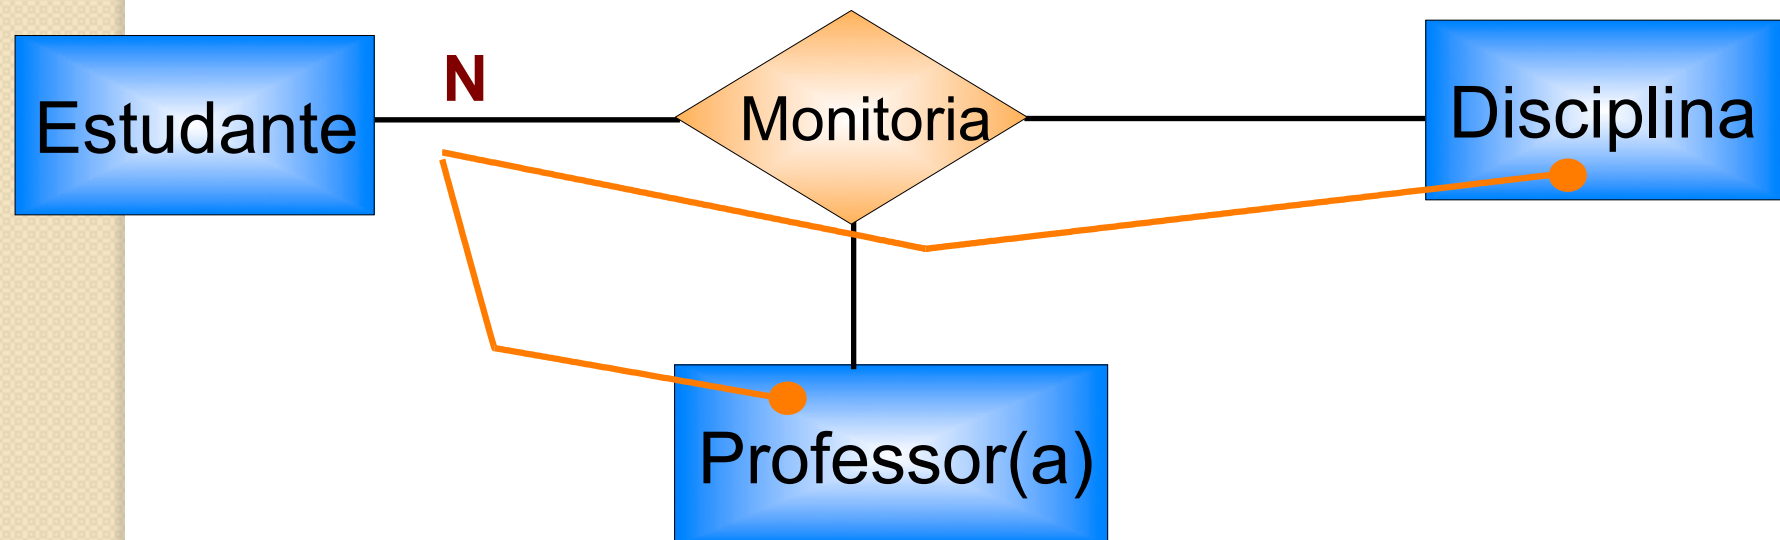 N
Estudante
Monitoria
Disciplina
Professor(a)